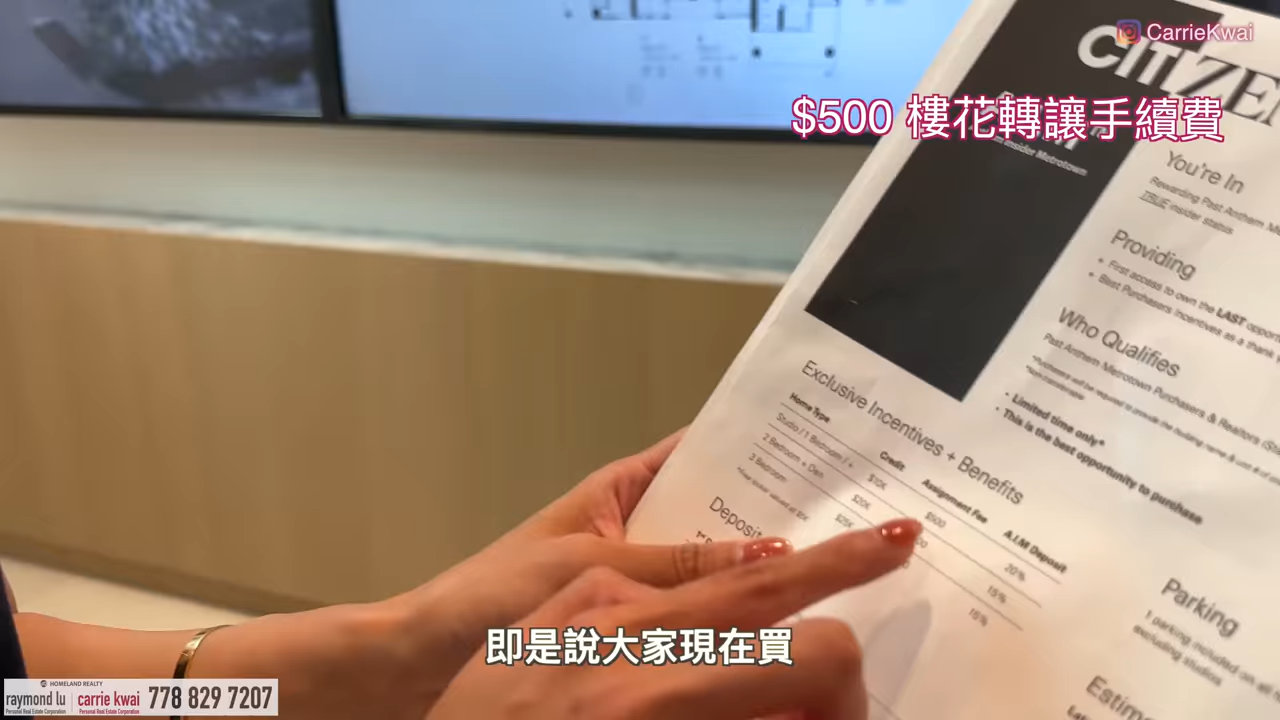 CarrieKwai
$500 樓花轉讓手續費
CITIZEN
Insider Metrotown
You're In
Rewarding Past Anthem
TRUE insider status
Providing
• First access to own the LAST
• Best Purchasers Incentives as a thank
Who Qualifies
Past Anthem Metrotown Purchasers & Realtors
• Limited time only*
• This is the best opportunity to purchase
Exclusive Incentives + Benefits
Home Type Credit Assignment Fee A.I.M Deposit
Studio / 1 Bedroom / + $10K $500 20%
2 Bedroom + Den $20K 15%
3 Bedroom $25K 15%
Deposit
Parking
1 parking included on all
excluding studios
即是說大家現在買
HOMELAND REALTY
raymond lu
Personal Real Estate Corporation
carrie kwai
Personal Real Estate Corporation
778 829 7207